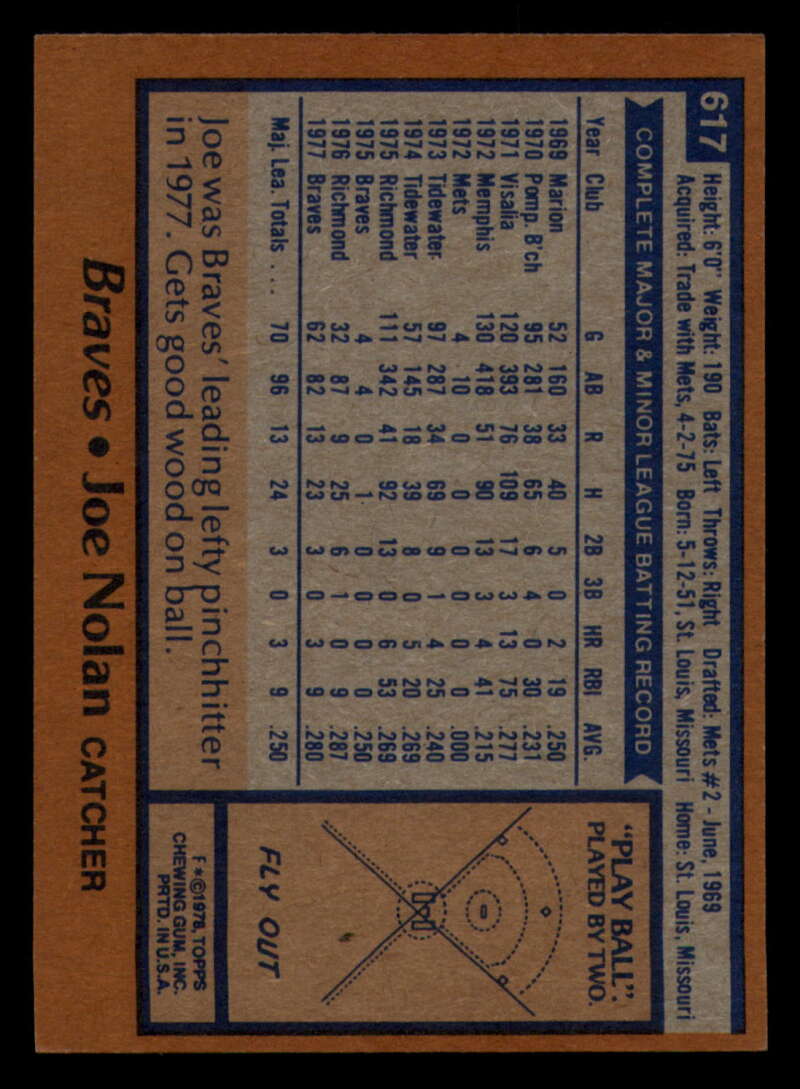 617
Height: 6'0" Weight: 190 Bats: Left Throws: Right Drafted: Mets #2 - June, 1969
Acquired: Trade with Mets, 4-2-75 Born: 5-12-51, St. Louis, Missouri Home: St. Louis, Missouri
COMPLETE MAJOR & MINOR LEAGUE BATTING RECORD
Year Club G AB R H 2B 3B HR RBI AVG.
1969 Marion 52 160 33 40 5 0 2 19 .250
1970 Pomp. B'ch 95 281 38 65 6 4 0 30 .231
1971 Visalia 120 393 76 109 17 3 13 75 .277
1972 Memphis 130 418 51 90 13 3 4 41 .215
1972 Mets 4 10 0 0 0 0 0 0 .000
1973 Tidewater 97 287 34 69 9 1 4 25 .240
1974 Tidewater 57 145 18 39 8 0 5 20 .269
1975 Richmond 111 342 41 92 13 0 6 53 .269
1975 Braves 4 4 0 1 0 0 0 0 .250
1976 Richmond 32 87 9 25 6 1 0 9 .287
1977 Braves 62 82 13 23 3 0 3 9 .280
Maj. Lea. Totals .... 70 96 13 24 3 0 3 9 .250
Joe was Braves' leading lefty pinchhitter
in 1977. Gets good wood on ball.
"PLAY BALL".
PLAYED BY TWO.
FLY OUT
F*©1978, TOPPS
CHEWING GUM, INC.
PRTD. IN U.S.A.
Braves • Joe Nolan CATCHER